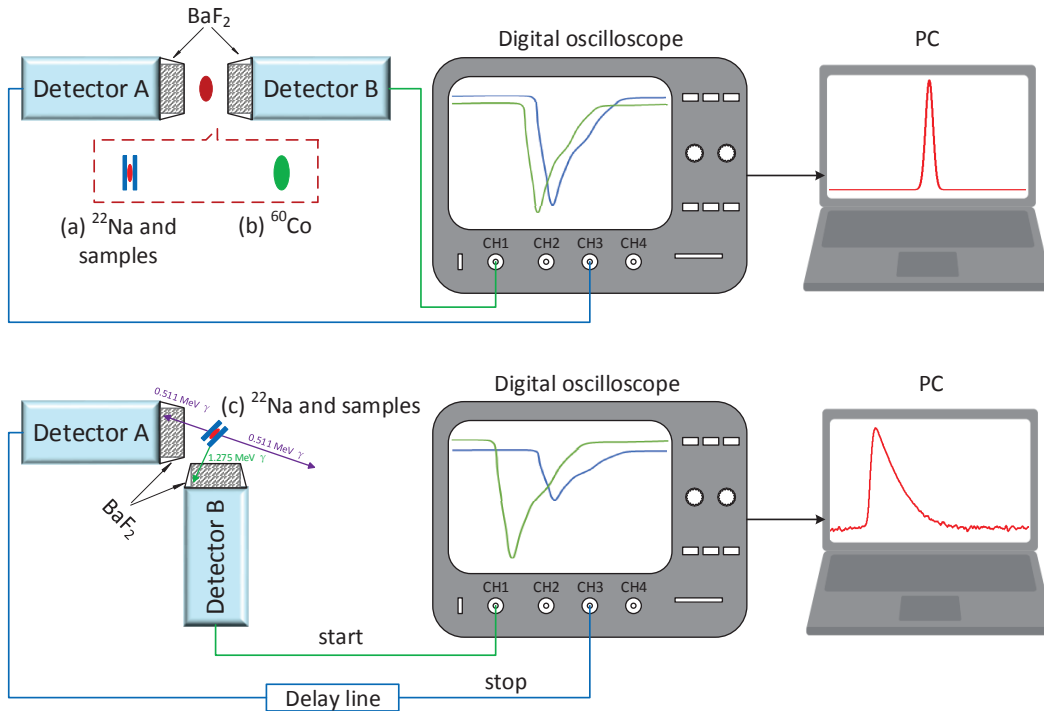 BaF₂
Digital oscilloscope
PC
Detector A
Detector B
(a) ²²Na and
samples
(b) ⁶⁰Co
CH1
CH2
CH3
CH4
Digital oscilloscope
PC
0.511 MeV γ
(c) ²²Na and samples
Detector A
0.511 MeV γ
1.275 MeV γ
BaF₂
Detector B
CH1
CH2
CH3
CH4
start
stop
Delay line